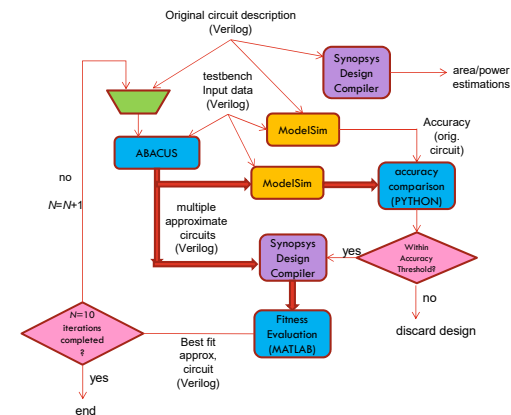 Original circuit description
(Verilog)
Synopsys
Design
Compiler
area/power
estimations
testbench
Input data
(Verilog)
ModelSim
Accuracy
(orig.
circuit)
ABACUS
no
N=N+1
ModelSim
accuracy
comparison
(PYTHON)
multiple
approximate
circuits
(Verilog)
Synopsys
Design
Compiler
yes
Within
Accuracy
Threshold?
no
discard design
N=10
iterations
completed
?
Best fit
approx,
circuit
(Verilog)
Fitness
Evaluation
(MATLAB)
yes
end